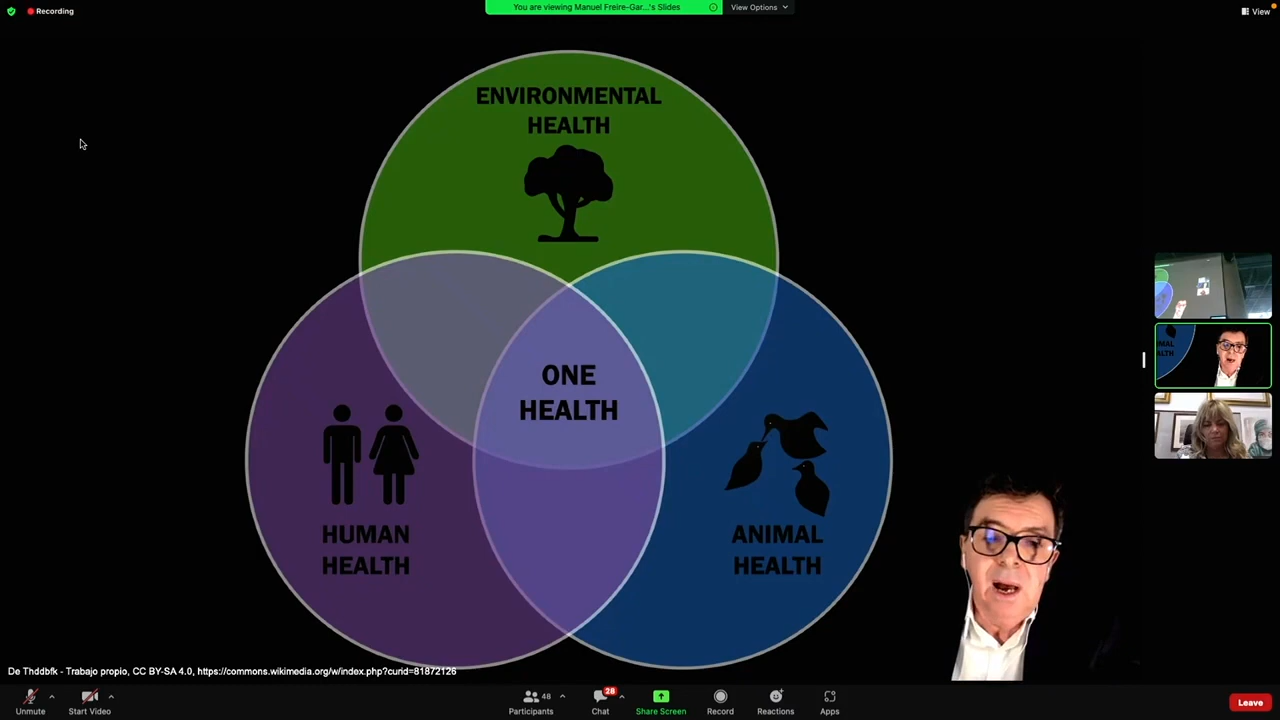 Recording
You are viewing Manuel Freire-Gar...'s Slides
View Options
View
ENVIRONMENTAL
HEALTH
ONE
HEALTH
HUMAN
HEALTH
ANIMAL
HEALTH
De Thddbfk - Trabajo propio, CC BY-SA 4.0, https://commons.wikimedia.org/w/index.php?curid=81872126
Unmute
Start Video
48
Participants
28
Chat
Share Screen
Record
Reactions
Apps
Leave